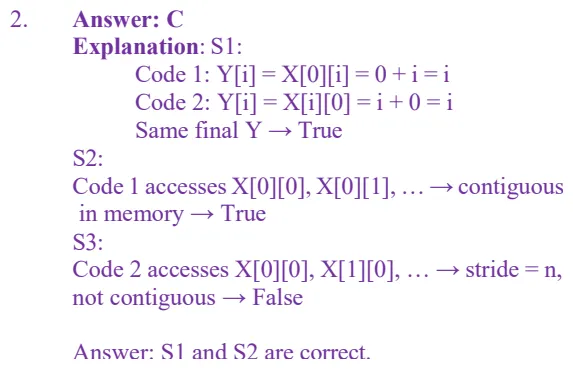 2. Answer: C
Explanation: S1:
Code 1: Y[i] = X[0][i] = 0 + i = i
Code 2: Y[i] = X[i][0] = i + 0 = i
Same final Y → True
S2:
Code 1 accesses X[0][0], X[0][1], … → contiguous
in memory → True
S3:
Code 2 accesses X[0][0], X[1][0], … → stride = n,
not contiguous → False
Answer: S1 and S2 are correct.